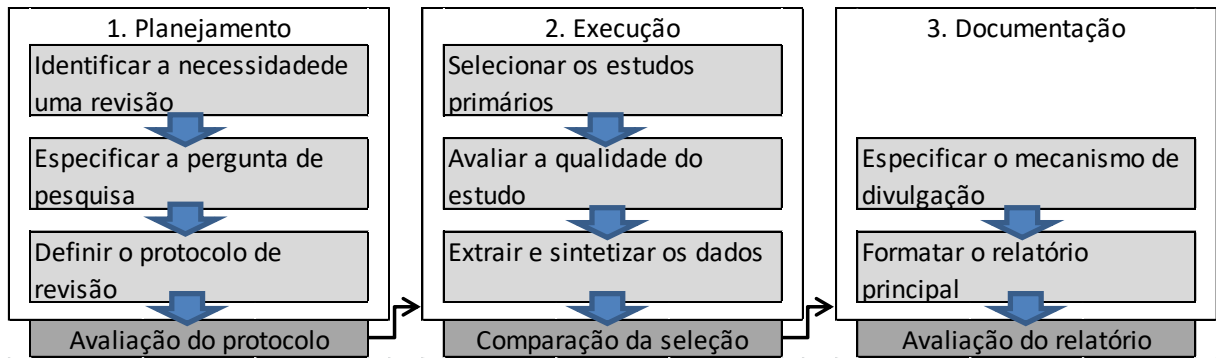 1. Planejamento
Identificar a necessidadede
uma revisão
Especificar a pergunta de
pesquisa
Definir o protocolo de
revisão
Avaliação do protocolo
2. Execução
Selecionar os estudos
primários
Avaliar a qualidade do
estudo
Extrair e sintetizar os dados
Comparação da seleção
3. Documentação
Especificar o mecanismo de
divulgação
Formatar o relatório
principal
Avaliação do relatório